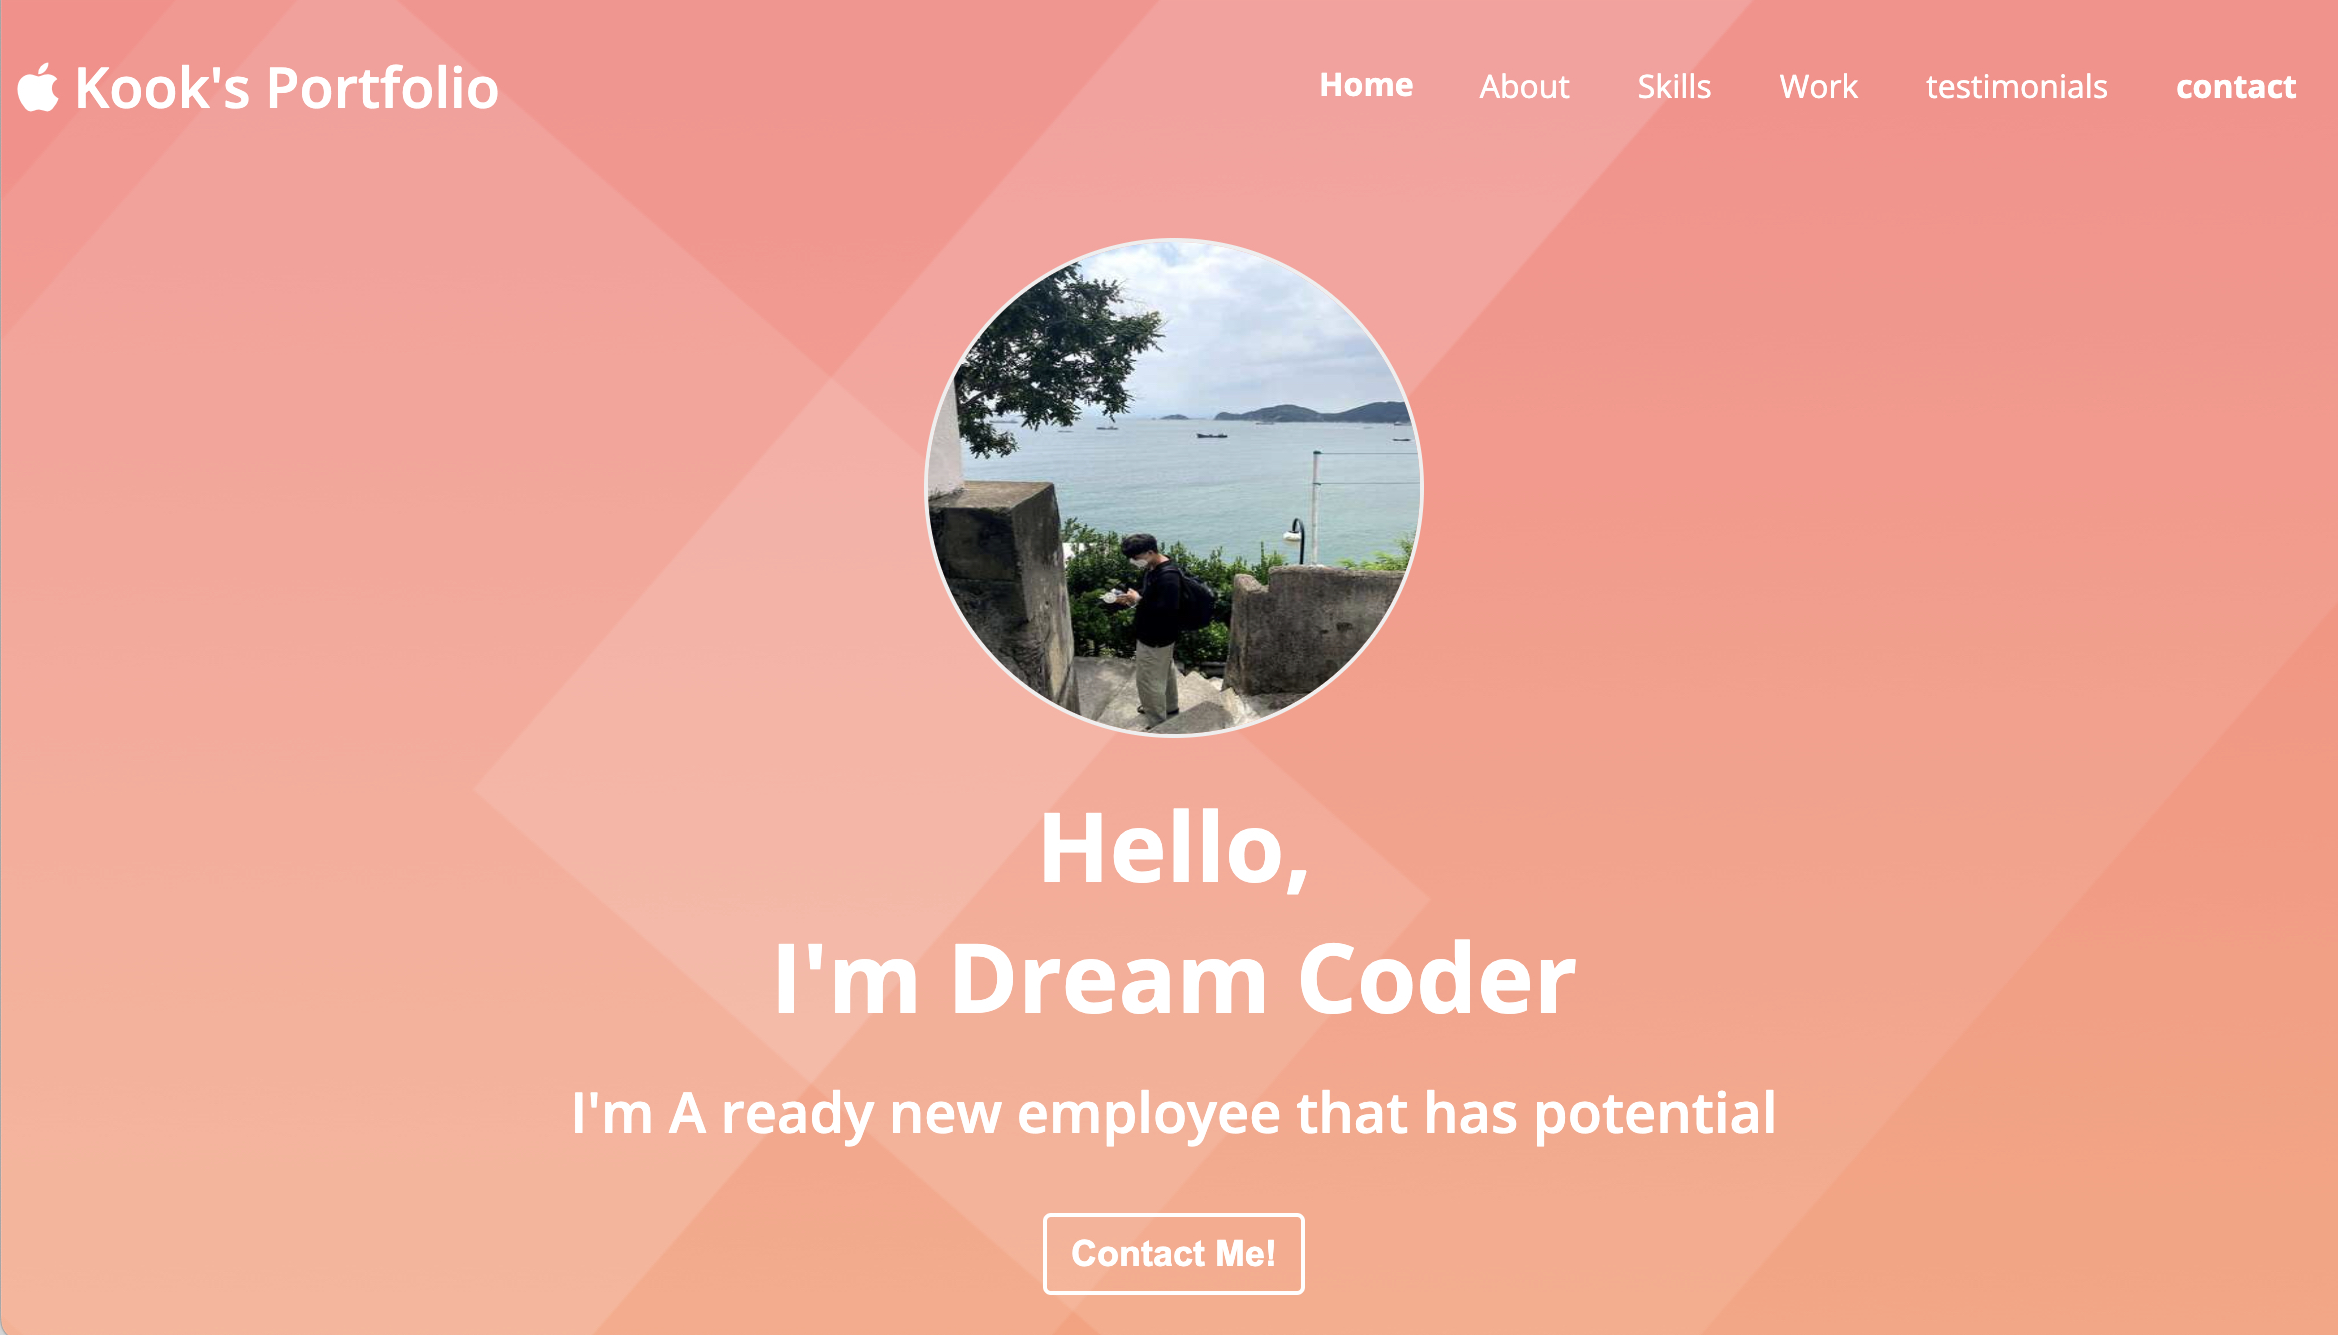 Kook's Portfolio
Home About Skills Work testimonials contact
Hello,
I'm Dream Coder
I'm A ready new employee that has potential
Contact Me!